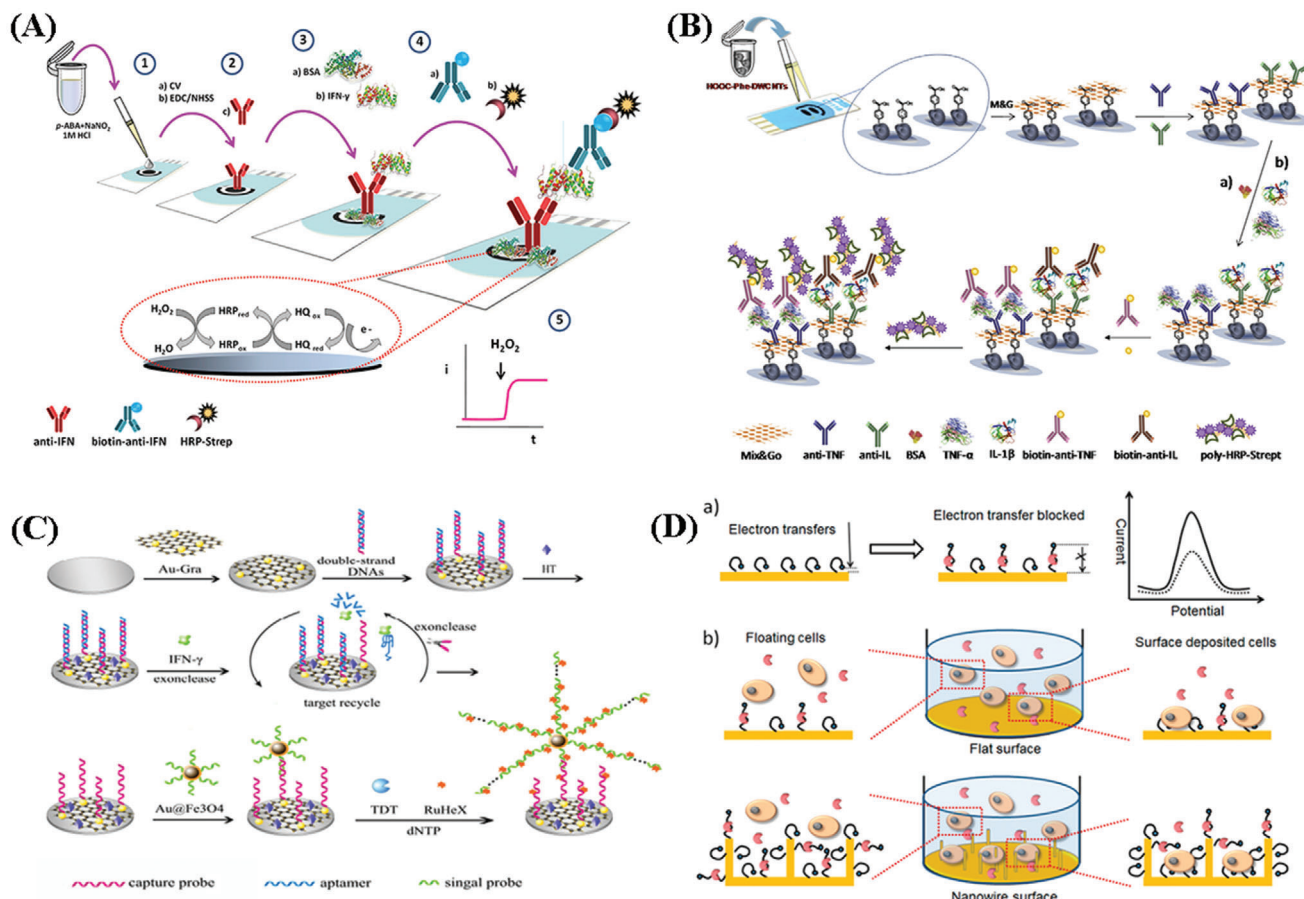 (A)
1
a) CV
b) EDC/NHSS
p-ABA+NaNO2
1M HCl
2
c)
3
a) BSA
b) IFN-γ
4
a)
b)
H2O2
H2O
HRPred
HRPox
HQox
HQred
e-
5
H2O2
i
t
anti-IFN
biotin-anti-IFN
HRP-Strep
(B)
HOOC-Phe-DWCNTs
M&G
a)
b)
Mix&Go
anti-TNF
anti-IL
BSA
TNF-α
IL-1β
biotin-anti-TNF
biotin-anti-IL
poly-HRP-Strept
(C)
Au-Gra
double-strand
DNAs
HT
IFN-γ
exonclease
exonclease
target recycle
Au@Fe3O4
TDT
RuHeX
dNTP
capture probe
aptamer
singal probe
(D)
a)
Electron transfers
Electron transfer blocked
Current
Potential
b)
Floating cells
Surface deposited cells
Flat surface
Nanowire surface